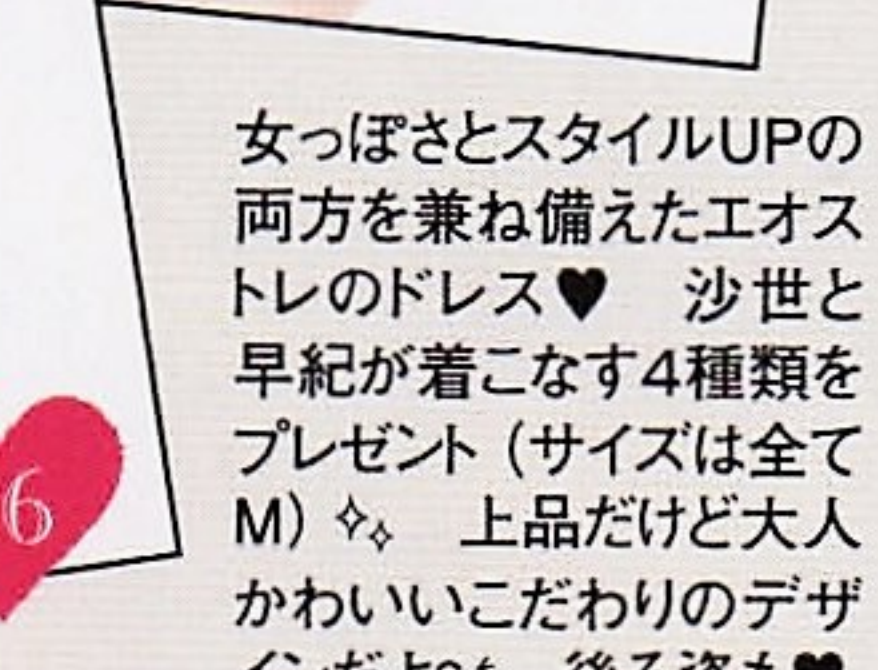 女っぽさとスタイルUPの
両方を兼ね備えたエオス
トレのドレス♥ 沙世と
早紀が着こなす4種類を
プレゼント（サイズは全て
M）✧✧ 上品だけど大人
かわいいこだわりのデザ
6